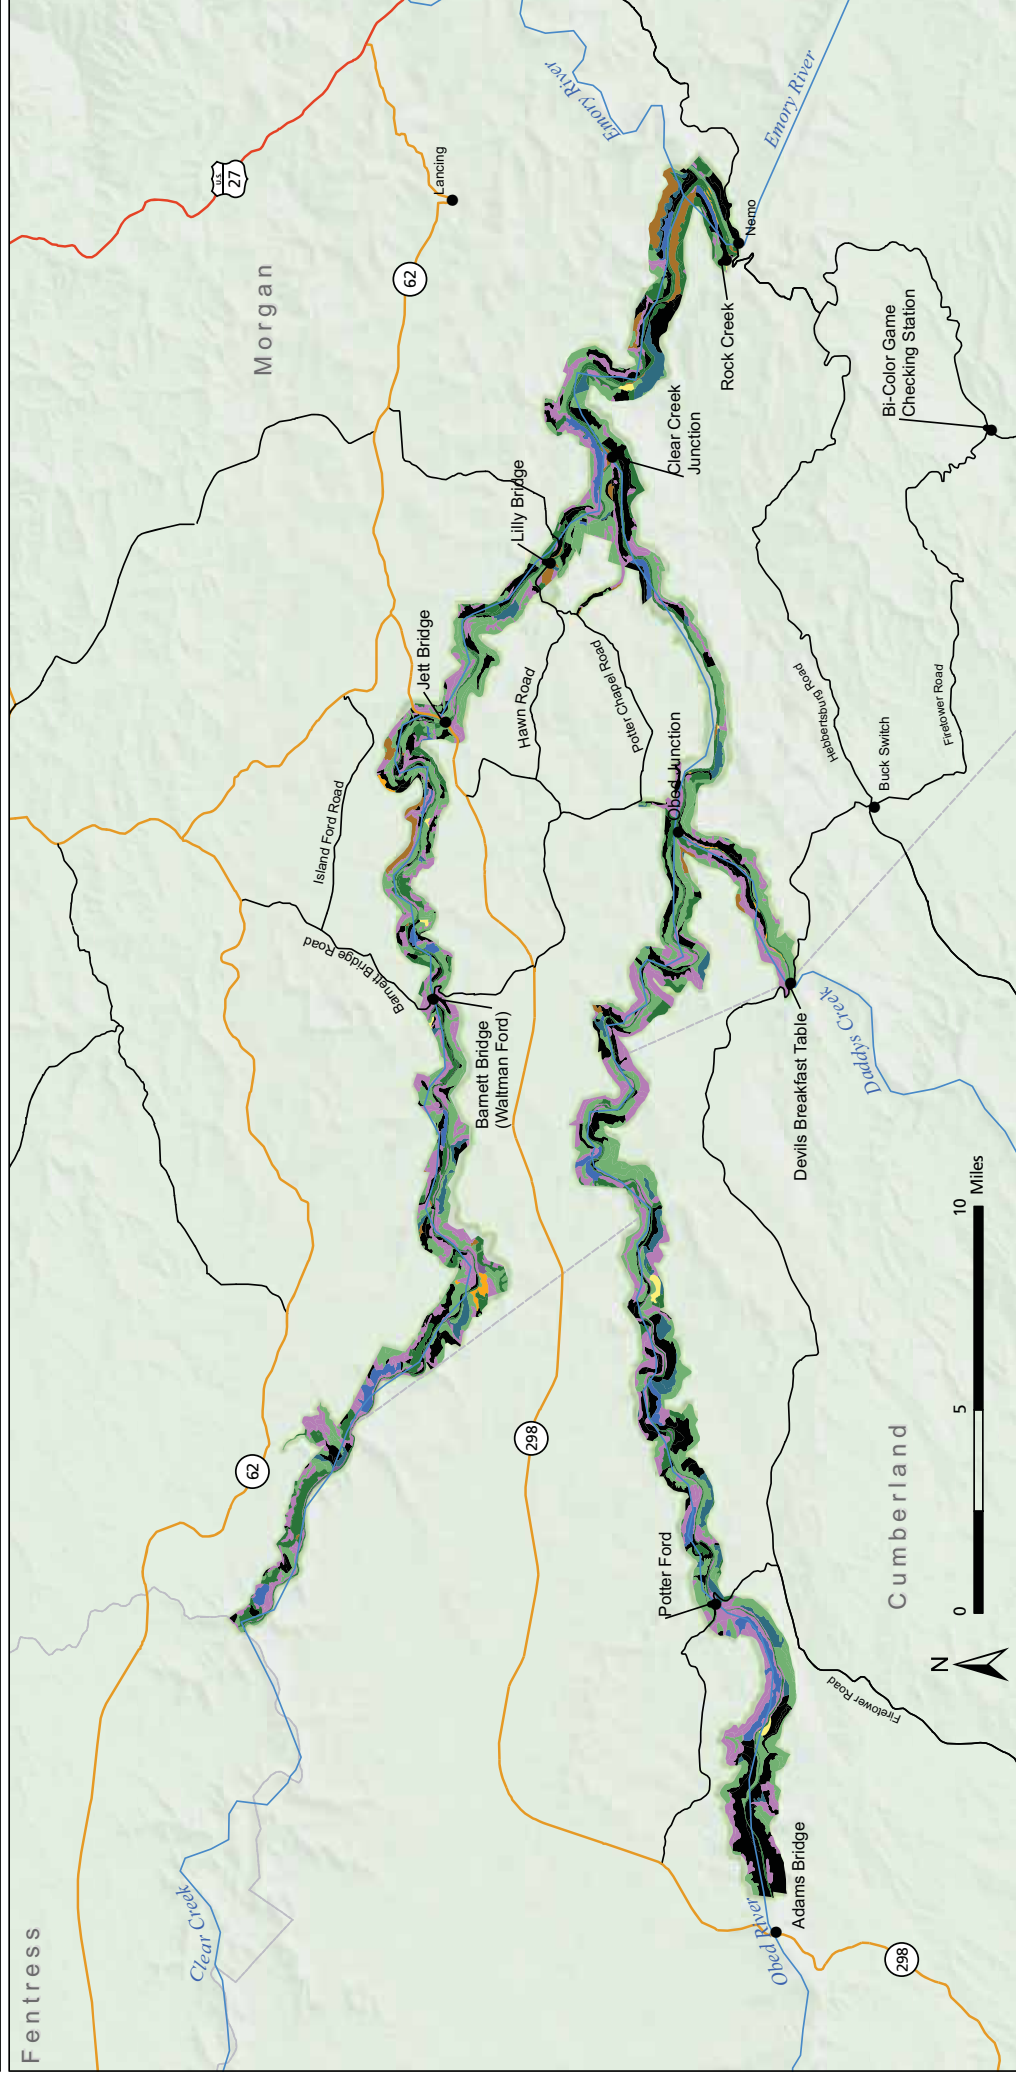 Fentress
Morgan
Cumberland
U.S.
27
62
Lancing
Emory River
Emory River
Nemo
Rock Creek
Bi-Color Game
Checking Station
Clear Creek
Junction
Lilly Bridge
Jett Bridge
Hawn Road
Potter Chapel Road
Hebbertsburg Road
Firetower Road
Buck Switch
Obed Junction
Island Ford Road
Barnett Bridge Road
Barnett Bridge
(Waltman Ford)
Devils Breakfast Table
Daddys Creek
62
298
Potter Ford
Firetower Road
Clear Creek
Obed River
Adams Bridge
298
N
0
5
10
Miles